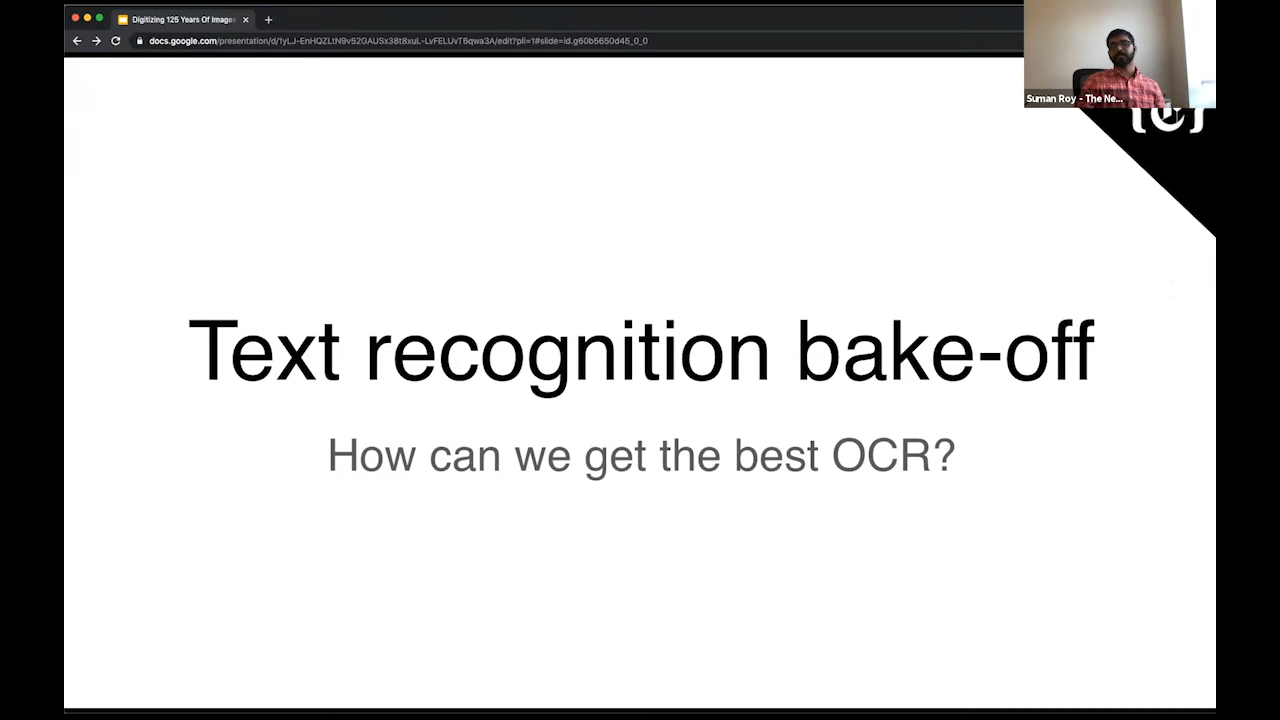 Digitizing 125 Years Of Images
docs.google.com/presentation/d/1yLJ-EnHQZLtN9v52GAUSx38t8xuL-LvFELUvT6qwa3A/edit?pli=1#slide=id.g60b5650d45_0_0
Suman Roy - The Ne...
Text recognition bake-off
How can we get the best OCR?